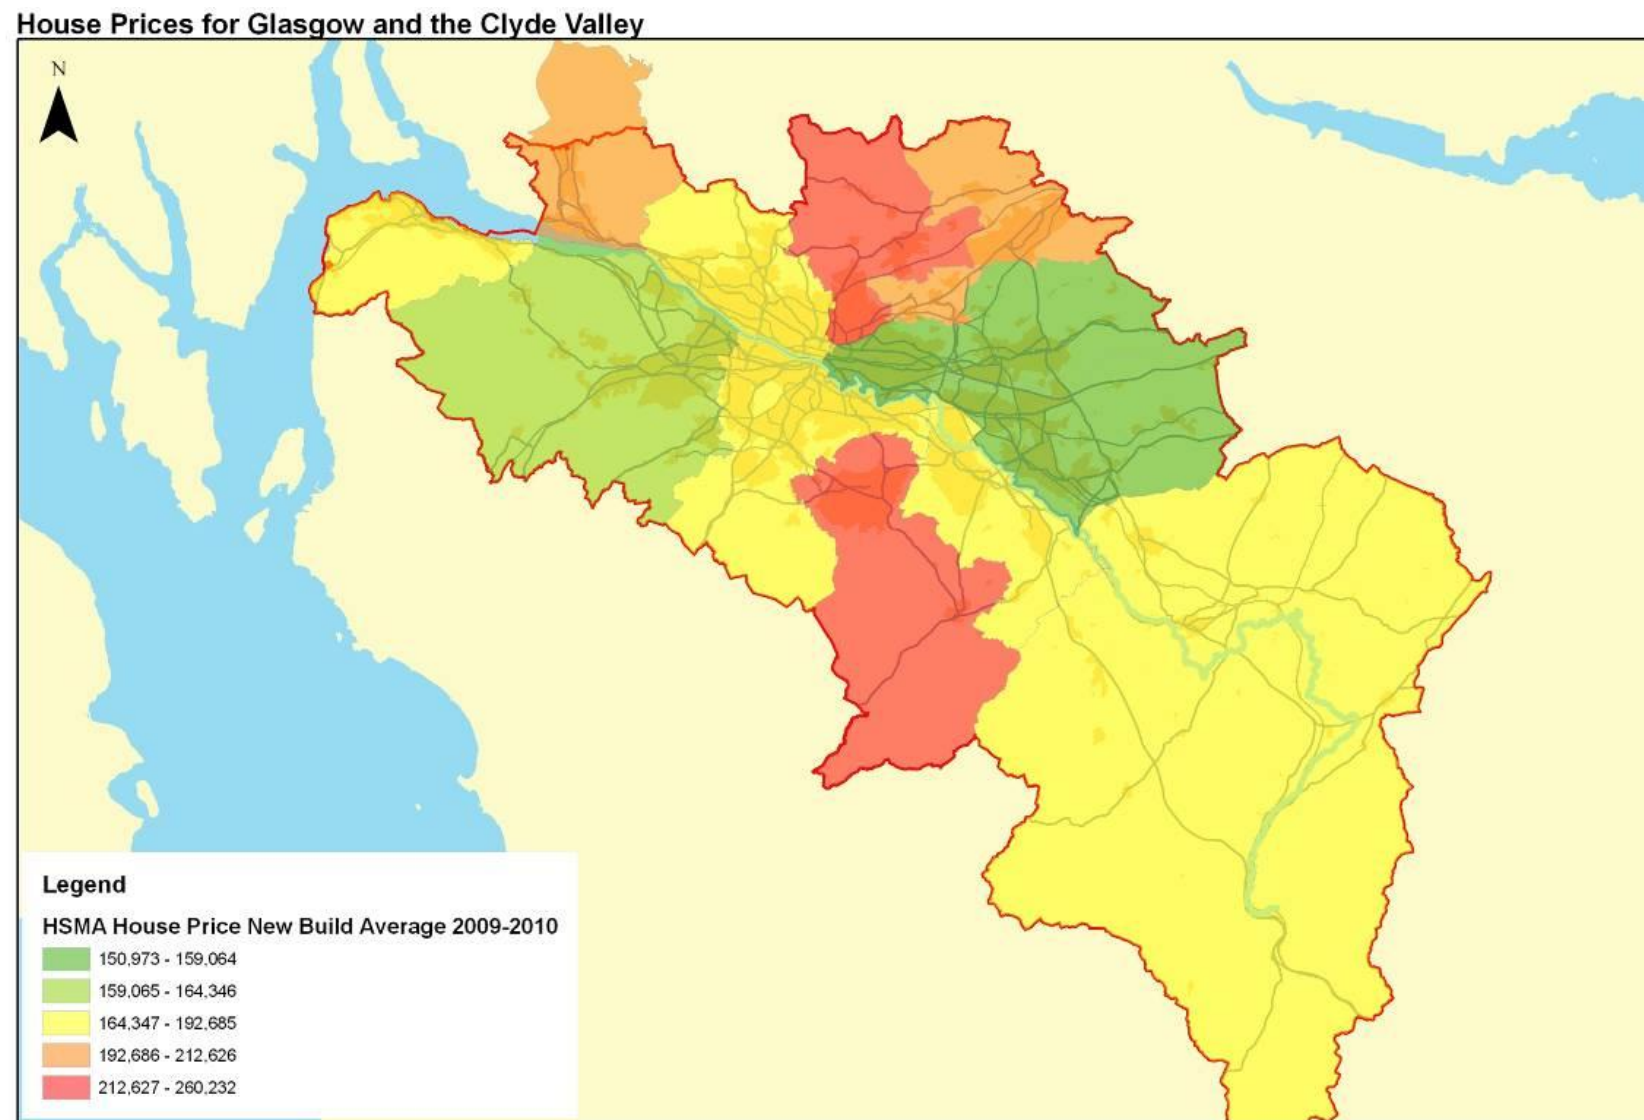 House Prices for Glasgow and the Clyde Valley
N
Legend
HSMA House Price New Build Average 2009-2010
150,973 - 159,064
159,065 - 164,346
164,347 - 192,685
192,686 - 212,626
212,627 - 260,232